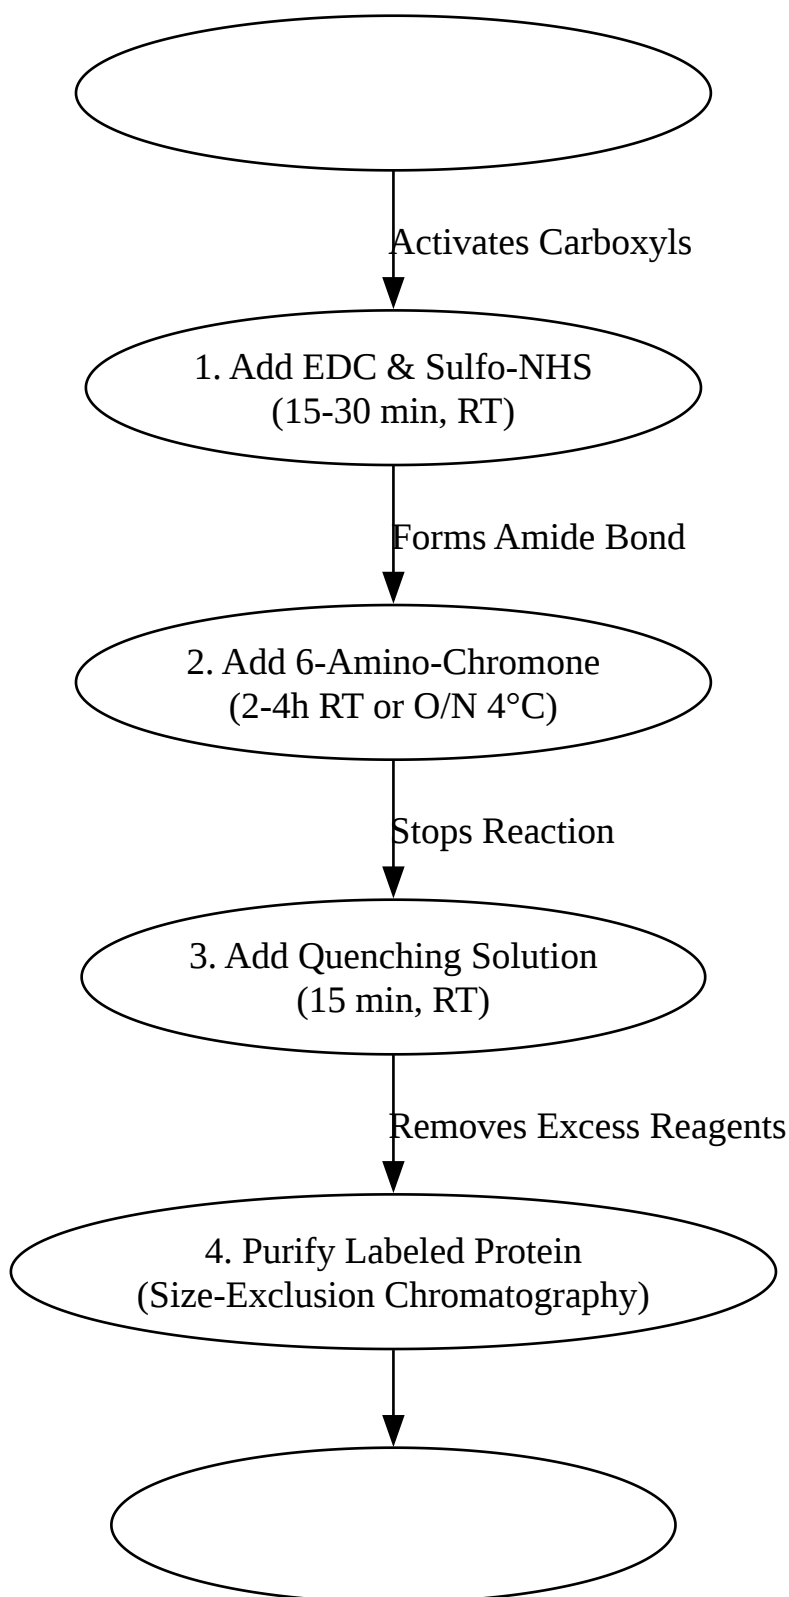 Activates Carboxyls
1. Add EDC & Sulfo-NHS
(15-30 min, RT)
Forms Amide Bond
2. Add 6-Amino-Chromone
(2-4h RT or O/N 4°C)
Stops Reaction
3. Add Quenching Solution
(15 min, RT)
Removes Excess Reagents
4. Purify Labeled Protein
(Size-Exclusion Chromatography)